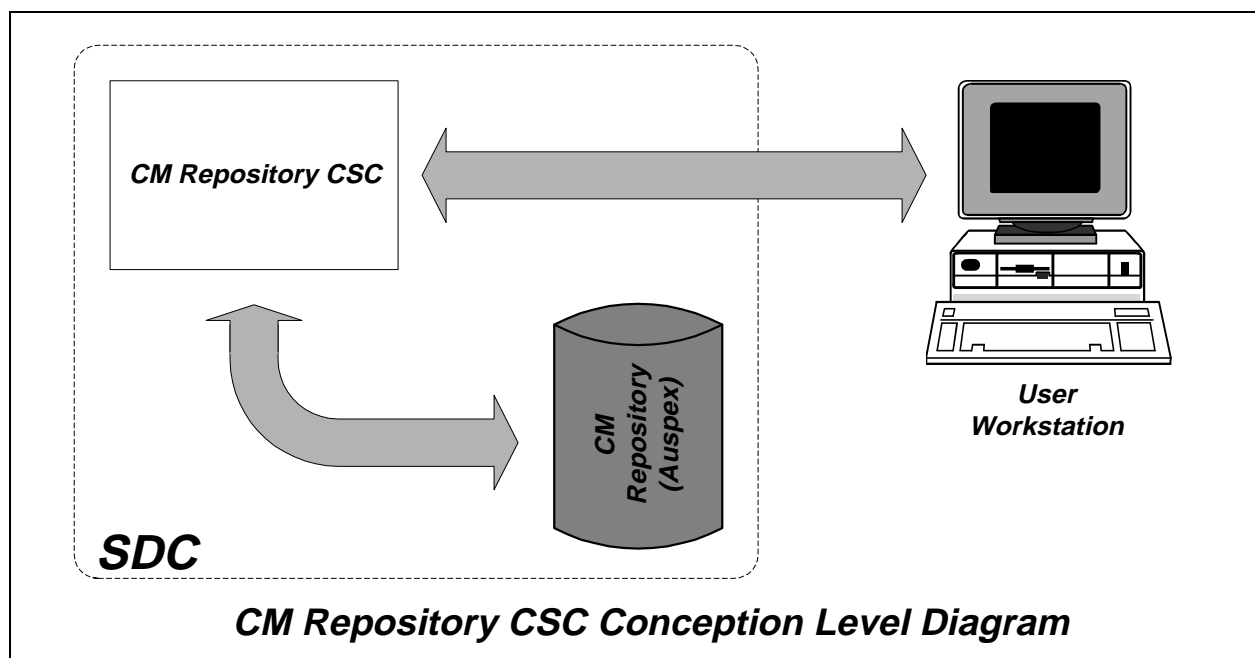 CM Repository CSC
CM
Repository
(Auspex)
User
Workstation
SDC
CM Repository CSC Conception Level Diagram